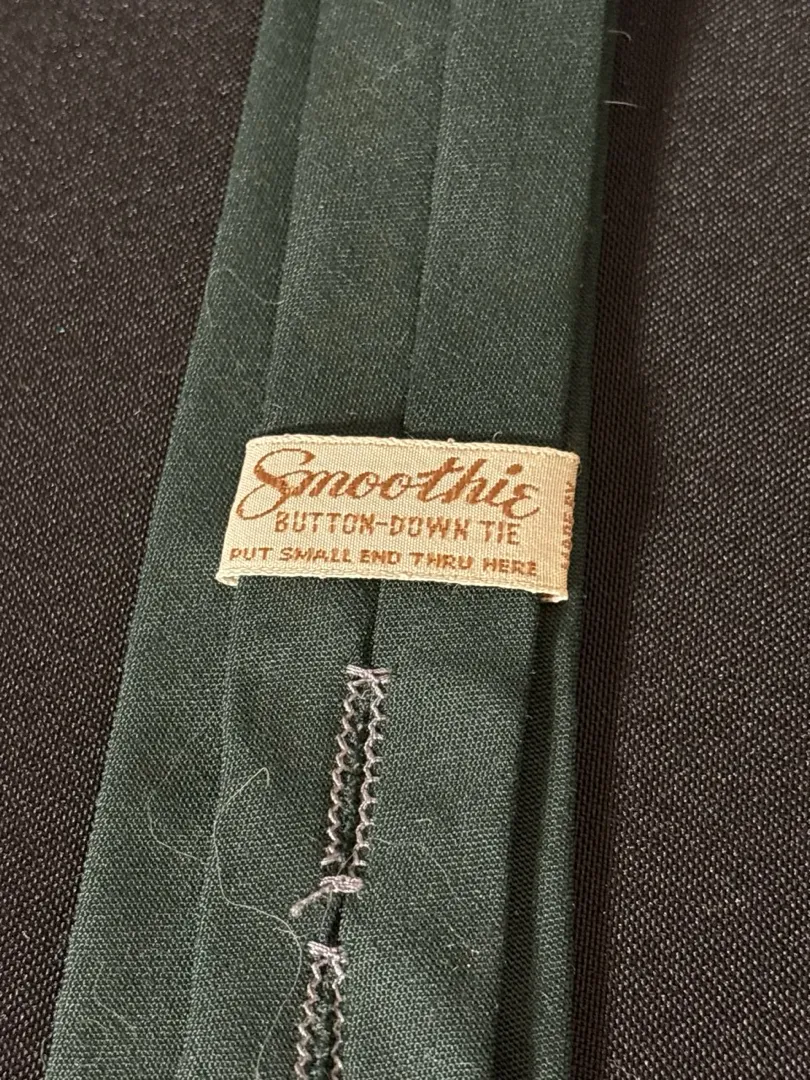 Smoothie
BUTTON-DOWN TIE
PUT SMALL END THRU HERE